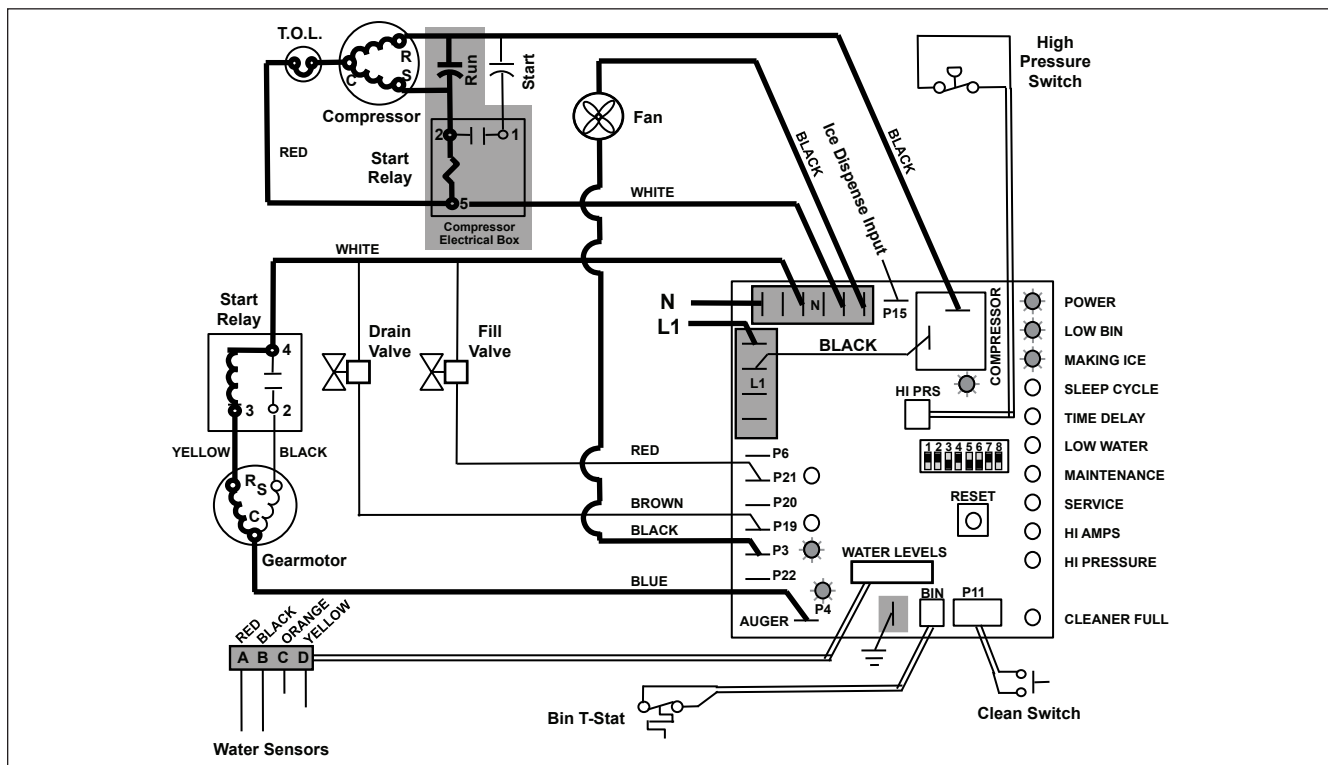 T.O.L.
R
S
C
Run
Start
Compressor
2
1
Start
Relay
5
Compressor
Electrical Box
RED
WHITE
Fan
BLACK
Ice Dispense Input
BLACK
High
Pressure
Switch
WHITE
Start
Relay
4
3
2
YELLOW
BLACK
R
S
C
Gearmotor
Drain
Valve
Fill
Valve
N
L1
N
P15
BLACK
L1
COMPRESSOR
HI PRS
POWER
LOW BIN
MAKING ICE
SLEEP CYCLE
TIME DELAY
LOW WATER
MAINTENANCE
SERVICE
HI AMPS
HI PRESSURE
CLEANER FULL
1 2 3 4 5 6 7 8
RESET
RED
BROWN
BLACK
BLUE
P6
P21
P20
P19
P3
P22
P4
AUGER
WATER LEVELS
BIN
P11
RED
BLACK
ORANGE
YELLOW
A B C D
Water Sensors
Bin T-Stat
Clean Switch